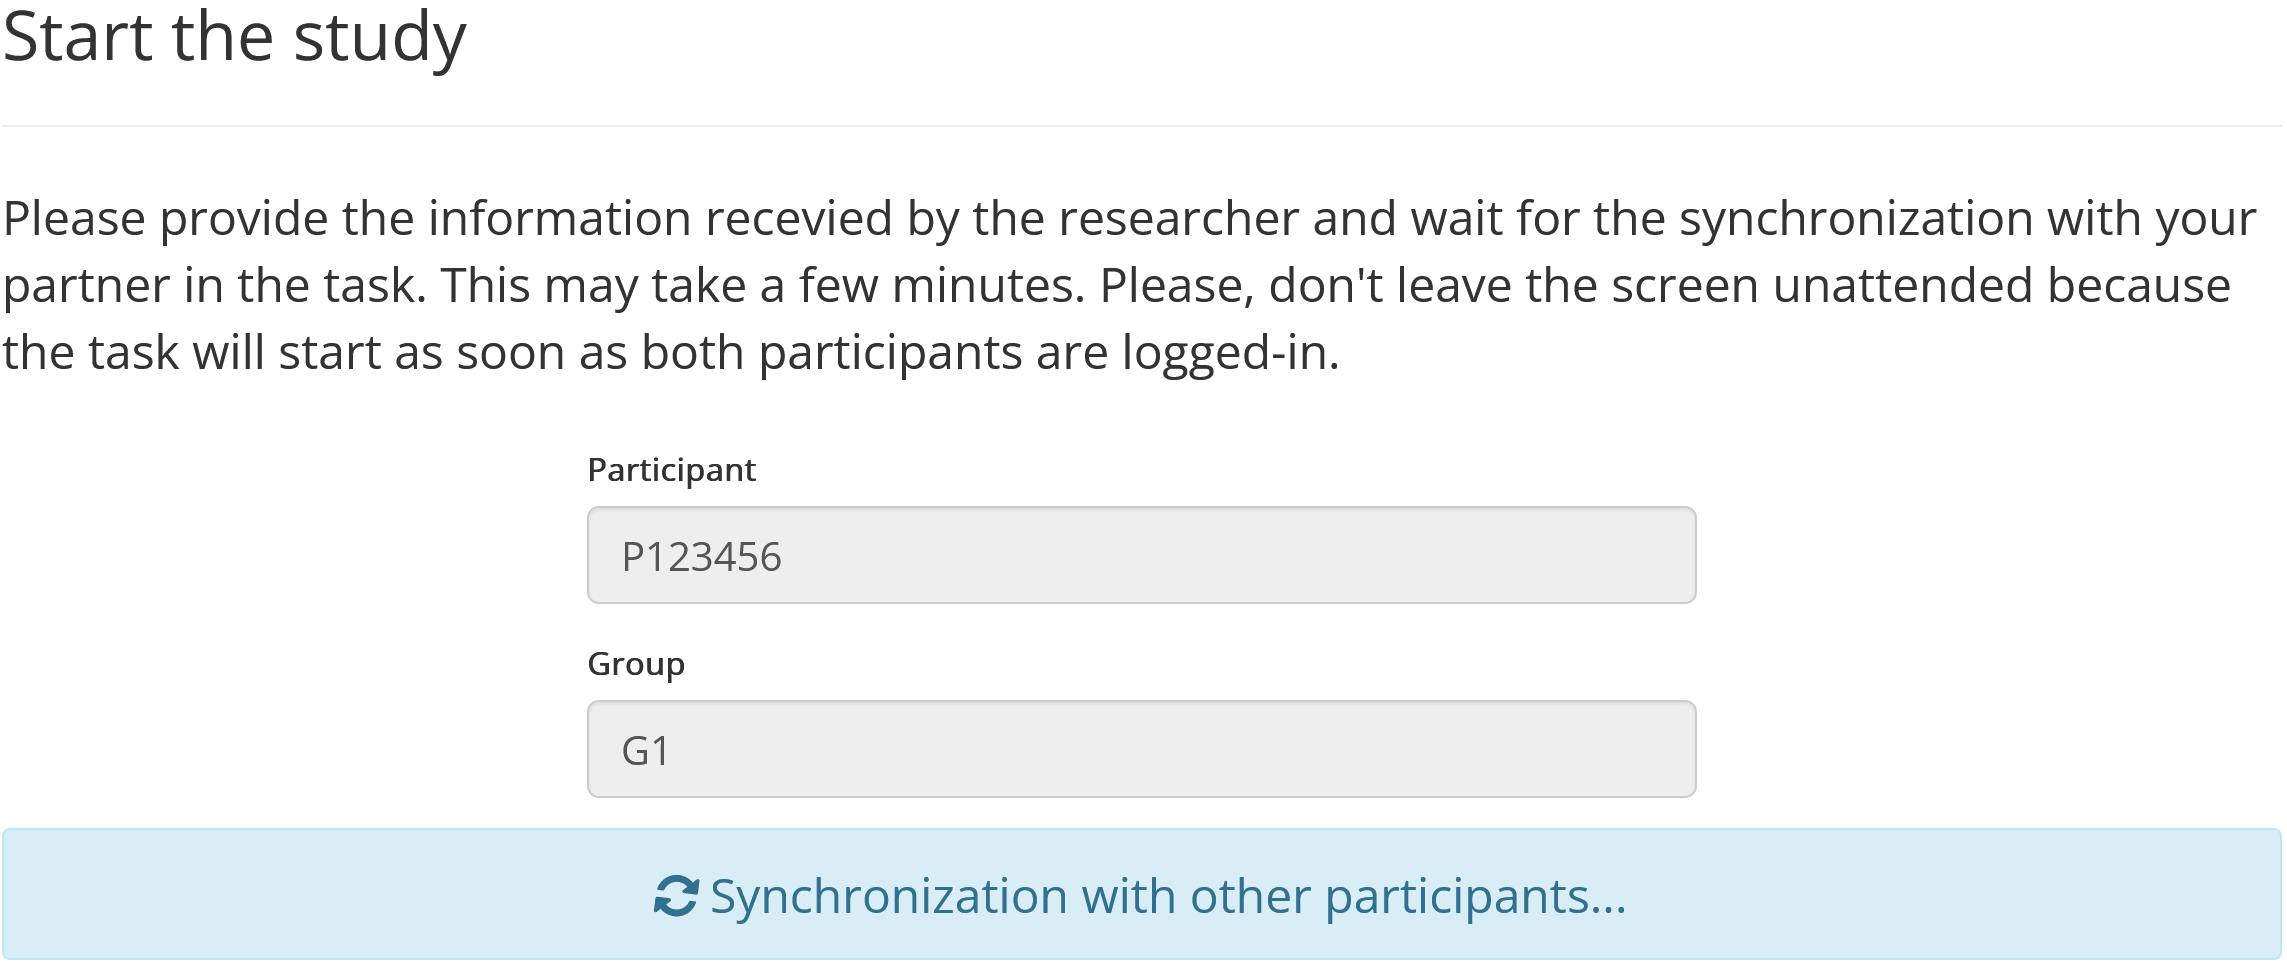 Start the study
Please provide the information recevied by the researcher and wait for the synchronization with your
partner in the task. This may take a few minutes. Please, don't leave the screen unattended because
the task will start as soon as both participants are logged-in.
Participant
P123456
Group
G1
Synchronization with other participants...